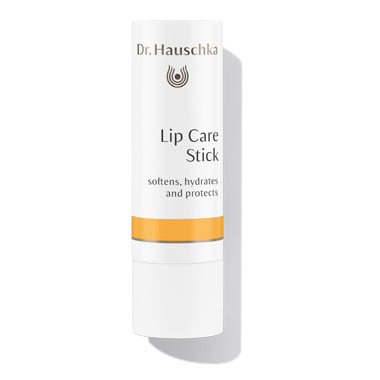 Dr. Hauschka
Lip Care
Stick
softens, hydrates
and protects